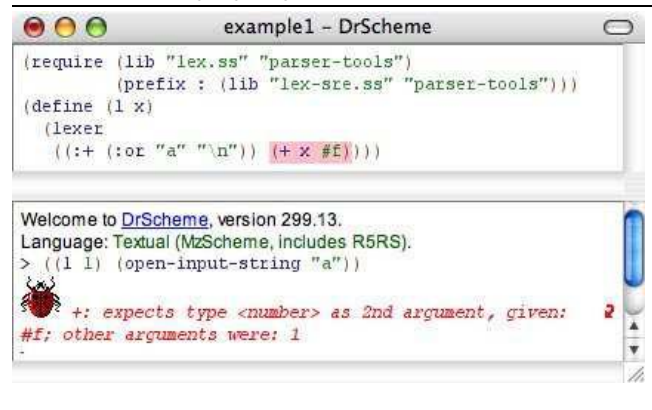 example1 - DrScheme
(require (lib "lex.ss" "parser-tools")
(prefix : (lib "lex-sre.ss" "parser-tools")))
(define (l x)
(lexer
((:+ (:or "a" "\n")) (+ x #f))))
Welcome to DrScheme, version 299.13.
Language: Textual (MzScheme, includes R5RS).
> ((l 1) (open-input-string "a"))
+: expects type <number> as 2nd argument, given:
#f; other arguments were: 1